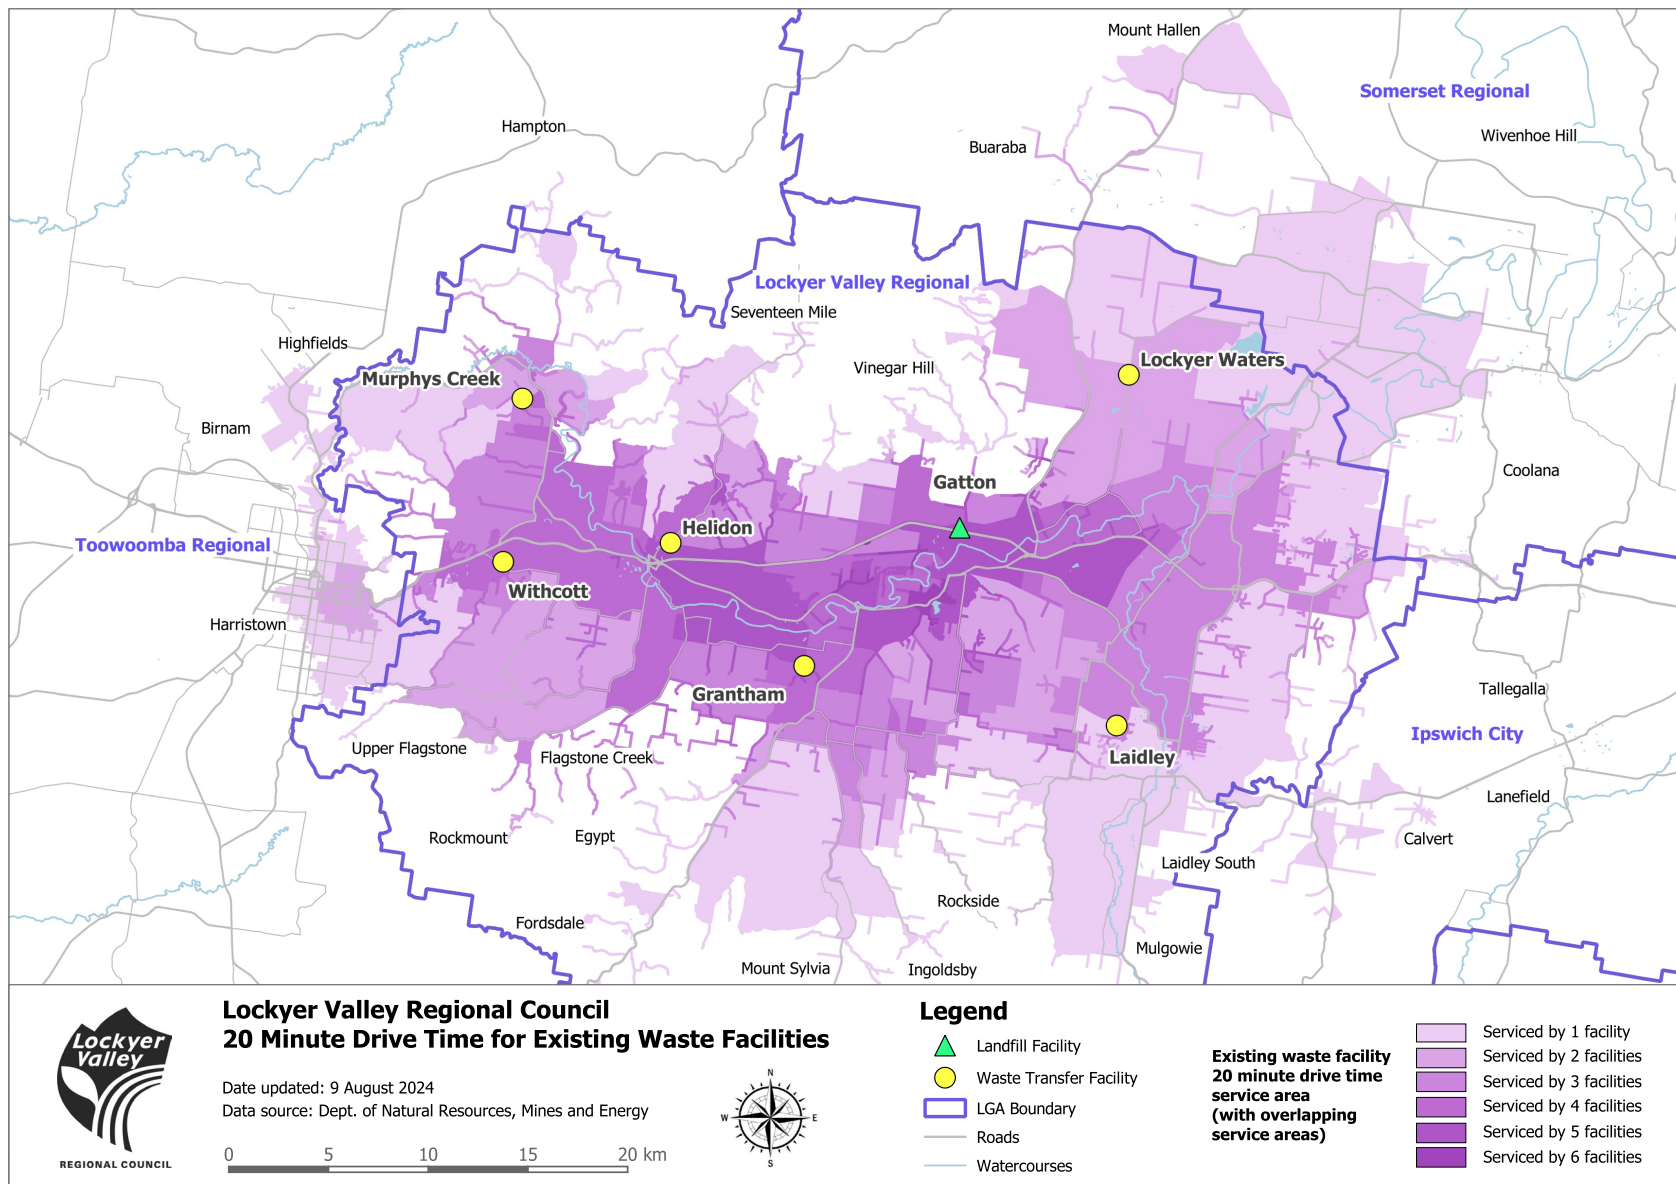 Mount Hallen
Somerset Regional
Hampton
Wivenhoe Hill
Buaraba
Lockyer Valley Regional
Seventeen Mile
Highfields
Lockyer Waters
Vinegar Hill
Murphys Creek
Birnam
Coolana
Gatton
Helidon
Toowoomba Regional
Withcott
Harristown
Tallegalla
Grantham
Ipswich City
Upper Flagstone
Flagstone Creek
Laidley
Lanefield
Rockmount
Egypt
Calvert
Laidley South
Rockside
Fordsdale
Mulgowie
Mount Sylvia
Ingoldsby
Lockyer
Valley
REGIONAL COUNCIL
Lockyer Valley Regional Council
20 Minute Drive Time for Existing Waste Facilities
Date updated: 9 August 2024
Data source: Dept. of Natural Resources, Mines and Energy
0 5 10 15 20 km
N
W E
S
Legend
Landfill Facility
Waste Transfer Facility
LGA Boundary
Roads
Watercourses
Existing waste facility
20 minute drive time
service area
(with overlapping
service areas)
Serviced by 1 facility
Serviced by 2 facilities
Serviced by 3 facilities
Serviced by 4 facilities
Serviced by 5 facilities
Serviced by 6 facilities